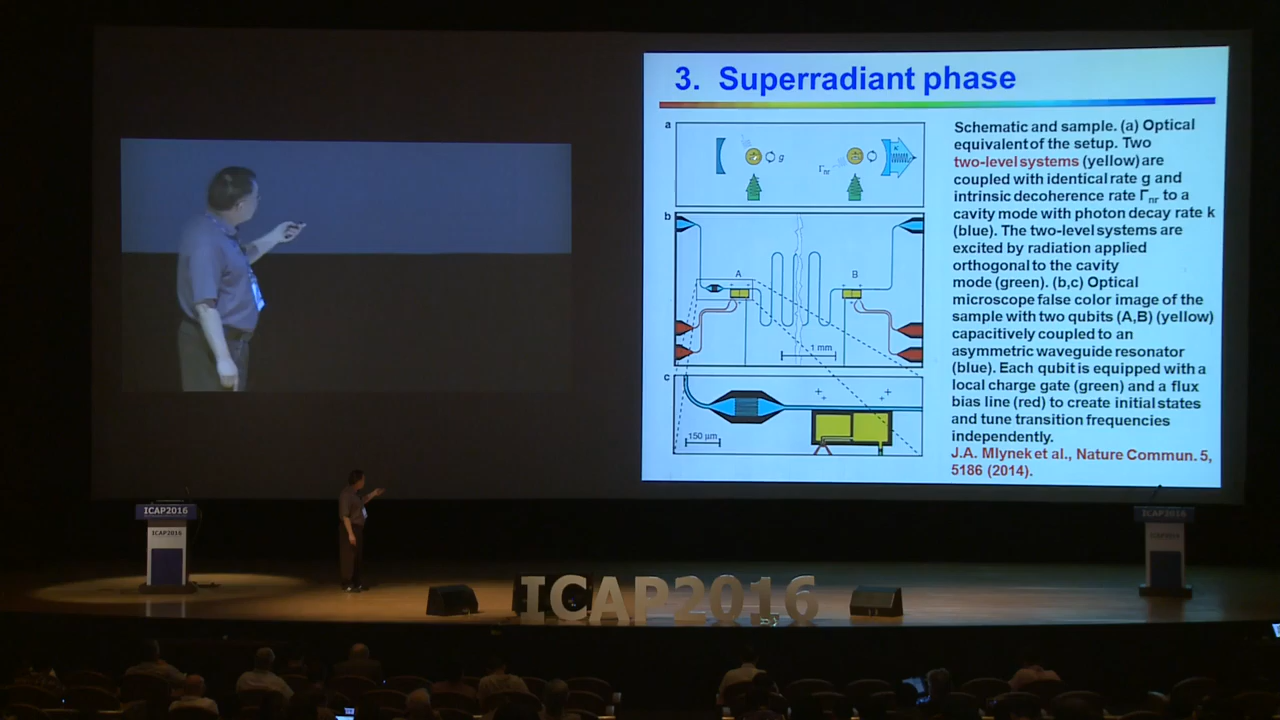 3. Superradiant phase
a
g
κ
Γnr
b
A
B
1 mm
c
150 µm
Schematic and sample. (a) Optical
equivalent of the setup. Two
two-level systems (yellow) are
coupled with identical rate g and
intrinsic decoherence rate Γnr to a
cavity mode with photon decay rate k
(blue). The two-level systems are
excited by radiation applied
orthogonal to the cavity
mode (green). (b,c) Optical
microscope false color image of the
sample with two qubits (A,B) (yellow)
capacitively coupled to an
asymmetric waveguide resonator
(blue). Each qubit is equipped with a
local charge gate (green) and a flux
bias line (red) to create initial states
and tune transition frequencies
independently.
J.A. Mlynek et al., Nature Commun. 5,
5186 (2014).
ICAP2016
ICAP2016
ICAP2016
ICAP2016
ICAP2016